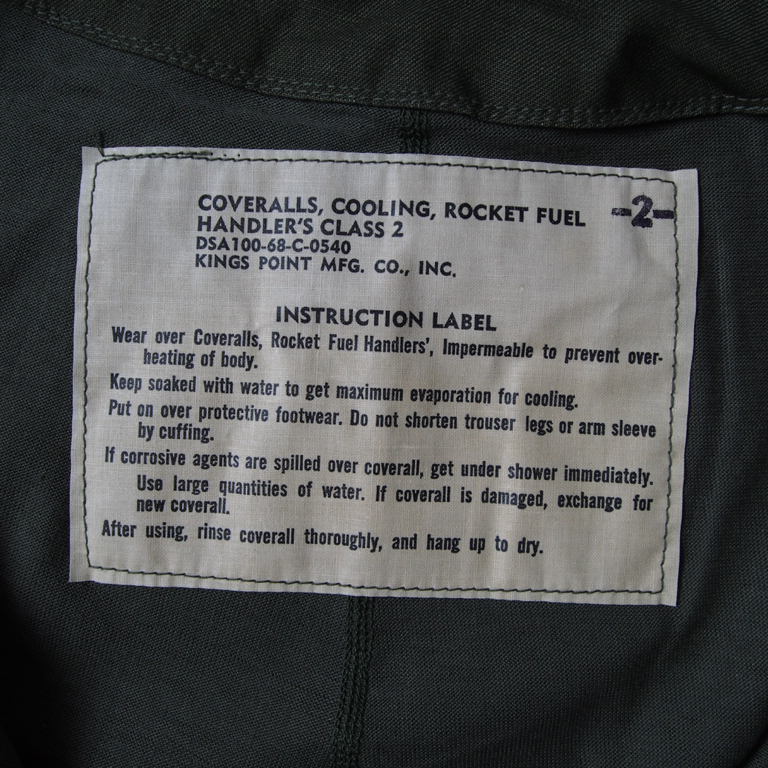 COVERALLS, COOLING, ROCKET FUEL -2-
HANDLER'S CLASS 2
DSA100-68-C-0540
KINGS POINT MFG. CO., INC.
INSTRUCTION LABEL
Wear over Coveralls, Rocket Fuel Handlers', Impermeable to prevent over-
heating of body.
Keep soaked with water to get maximum evaporation for cooling.
Put on over protective footwear. Do not shorten trouser legs or arm sleeve
by cuffing.
If corrosive agents are spilled over coverall, get under shower immediately.
Use large quantities of water. If coverall is damaged, exchange for
new coverall.
After using, rinse coverall thoroughly, and hang up to dry.